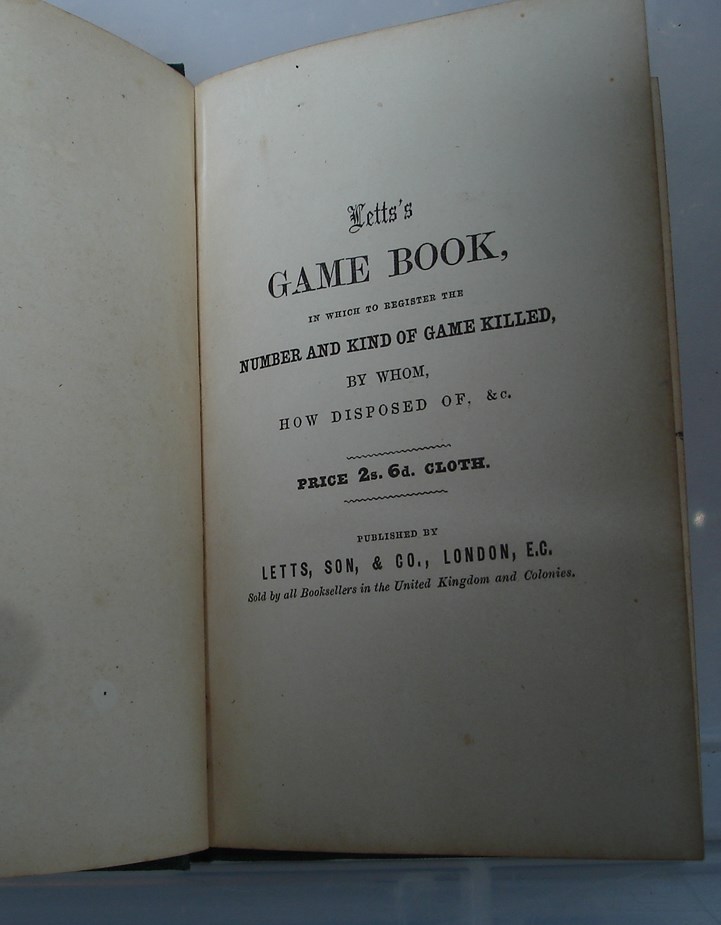 Letts's
GAME BOOK,
IN WHICH TO REGISTER THE
NUMBER AND KIND OF GAME KILLED,
BY WHOM,
HOW DISPOSED OF, &c.
PRICE 2s. 6d. CLOTH.
PUBLISHED BY
LETTS, SON, & CO., LONDON, E.C.
Sold by all Booksellers in the United Kingdom and Colonies.